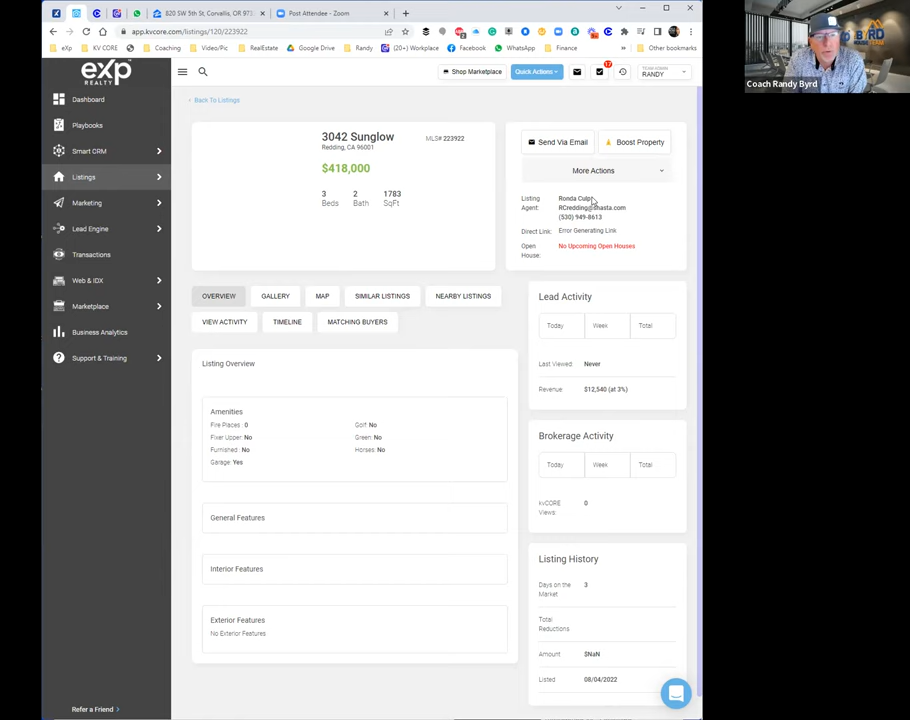 820 SW 5th St, Corvallis, OR 973
Post Attendee - Zoom
app.kvcore.com/listings/120/223922
eXp
KV CORE
Coaching
Video/Pic
RealEstate
Google Drive
Randy
(20+) Workplace
Facebook
WhatsApp
Finance
»
Other bookmarks
exp
REALTY
Shop Marketplace
Quick Actions
17
TEAM ADMIN
RANDY
BYRD
HOUSE TEAM
Coach Randy Byrd
Dashboard
Playbooks
Smart CRM
Listings
Marketing
Lead Engine
Transactions
Web & IDX
Marketplace
Business Analytics
Support & Training
Refer a Friend
Back To Listings
3042 Sunglow
MLS# 223922
Redding, CA 96001
$418,000
3 2 1783
Beds Bath SqFt
Send Via Email
Boost Property
More Actions
Listing Agent:
Ronda Culp
RCredding@shasta.com
(530) 949-8613
Direct Link: Error Generating Link
Open House:
No Upcoming Open Houses
OVERVIEW
GALLERY
MAP
SIMILAR LISTINGS
NEARBY LISTINGS
VIEW ACTIVITY
TIMELINE
MATCHING BUYERS
Listing Overview
Amenities
Fire Places : 0
Golf: No
Fixer Upper: No
Green: No
Furnished : No
Horses: No
Garage: Yes
General Features
Interior Features
Exterior Features
No Exterior Features
Lead Activity
Today Week Total
Last Viewed: Never
Revenue: $12,540 (at 3%)
Brokerage Activity
Today Week Total
kvCORE Views: 0
Listing History
Days on the Market: 3
Total Reductions
Amount $NaN
Listed 08/04/2022